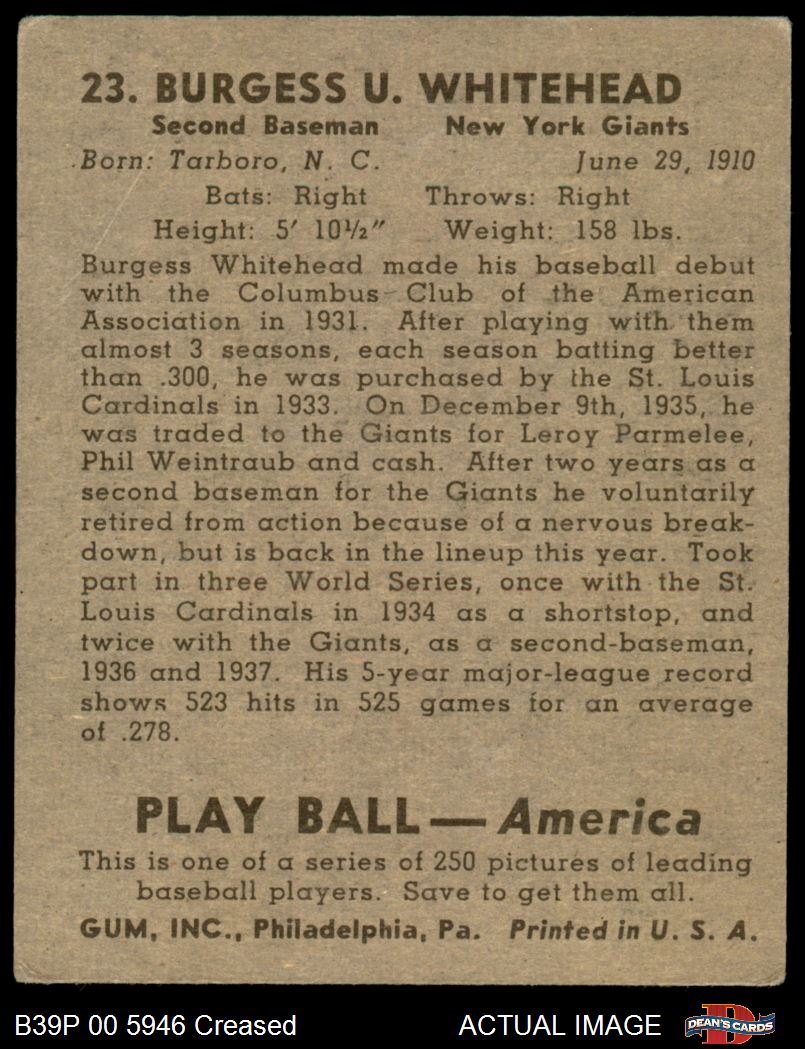 23. BURGESS U. WHITEHEAD
Second Baseman New York Giants
Born: Tarboro, N. C. June 29, 1910
Bats: Right Throws: Right
Height: 5′ 10½″ Weight: 158 lbs.
Burgess Whitehead made his baseball debut
with the Columbus Club of the American
Association in 1931. After playing with them
almost 3 seasons, each season batting better
than .300, he was purchased by the St. Louis
Cardinals in 1933. On December 9th, 1935, he
was traded to the Giants for Leroy Parmelee,
Phil Weintraub and cash. After two years as a
second baseman for the Giants he voluntarily
retired from action because of a nervous break-
down, but is back in the lineup this year. Took
part in three World Series, once with the St.
Louis Cardinals in 1934 as a shortstop, and
twice with the Giants, as a second-baseman,
1936 and 1937. His 5-year major-league record
shows 523 hits in 525 games for an average
of .278.
PLAY BALL — America
This is one of a series of 250 pictures of leading
baseball players. Save to get them all.
GUM, INC., Philadelphia, Pa. Printed in U. S. A.
B39P 00 5946 Creased ACTUAL IMAGE DEAN'S CARDS